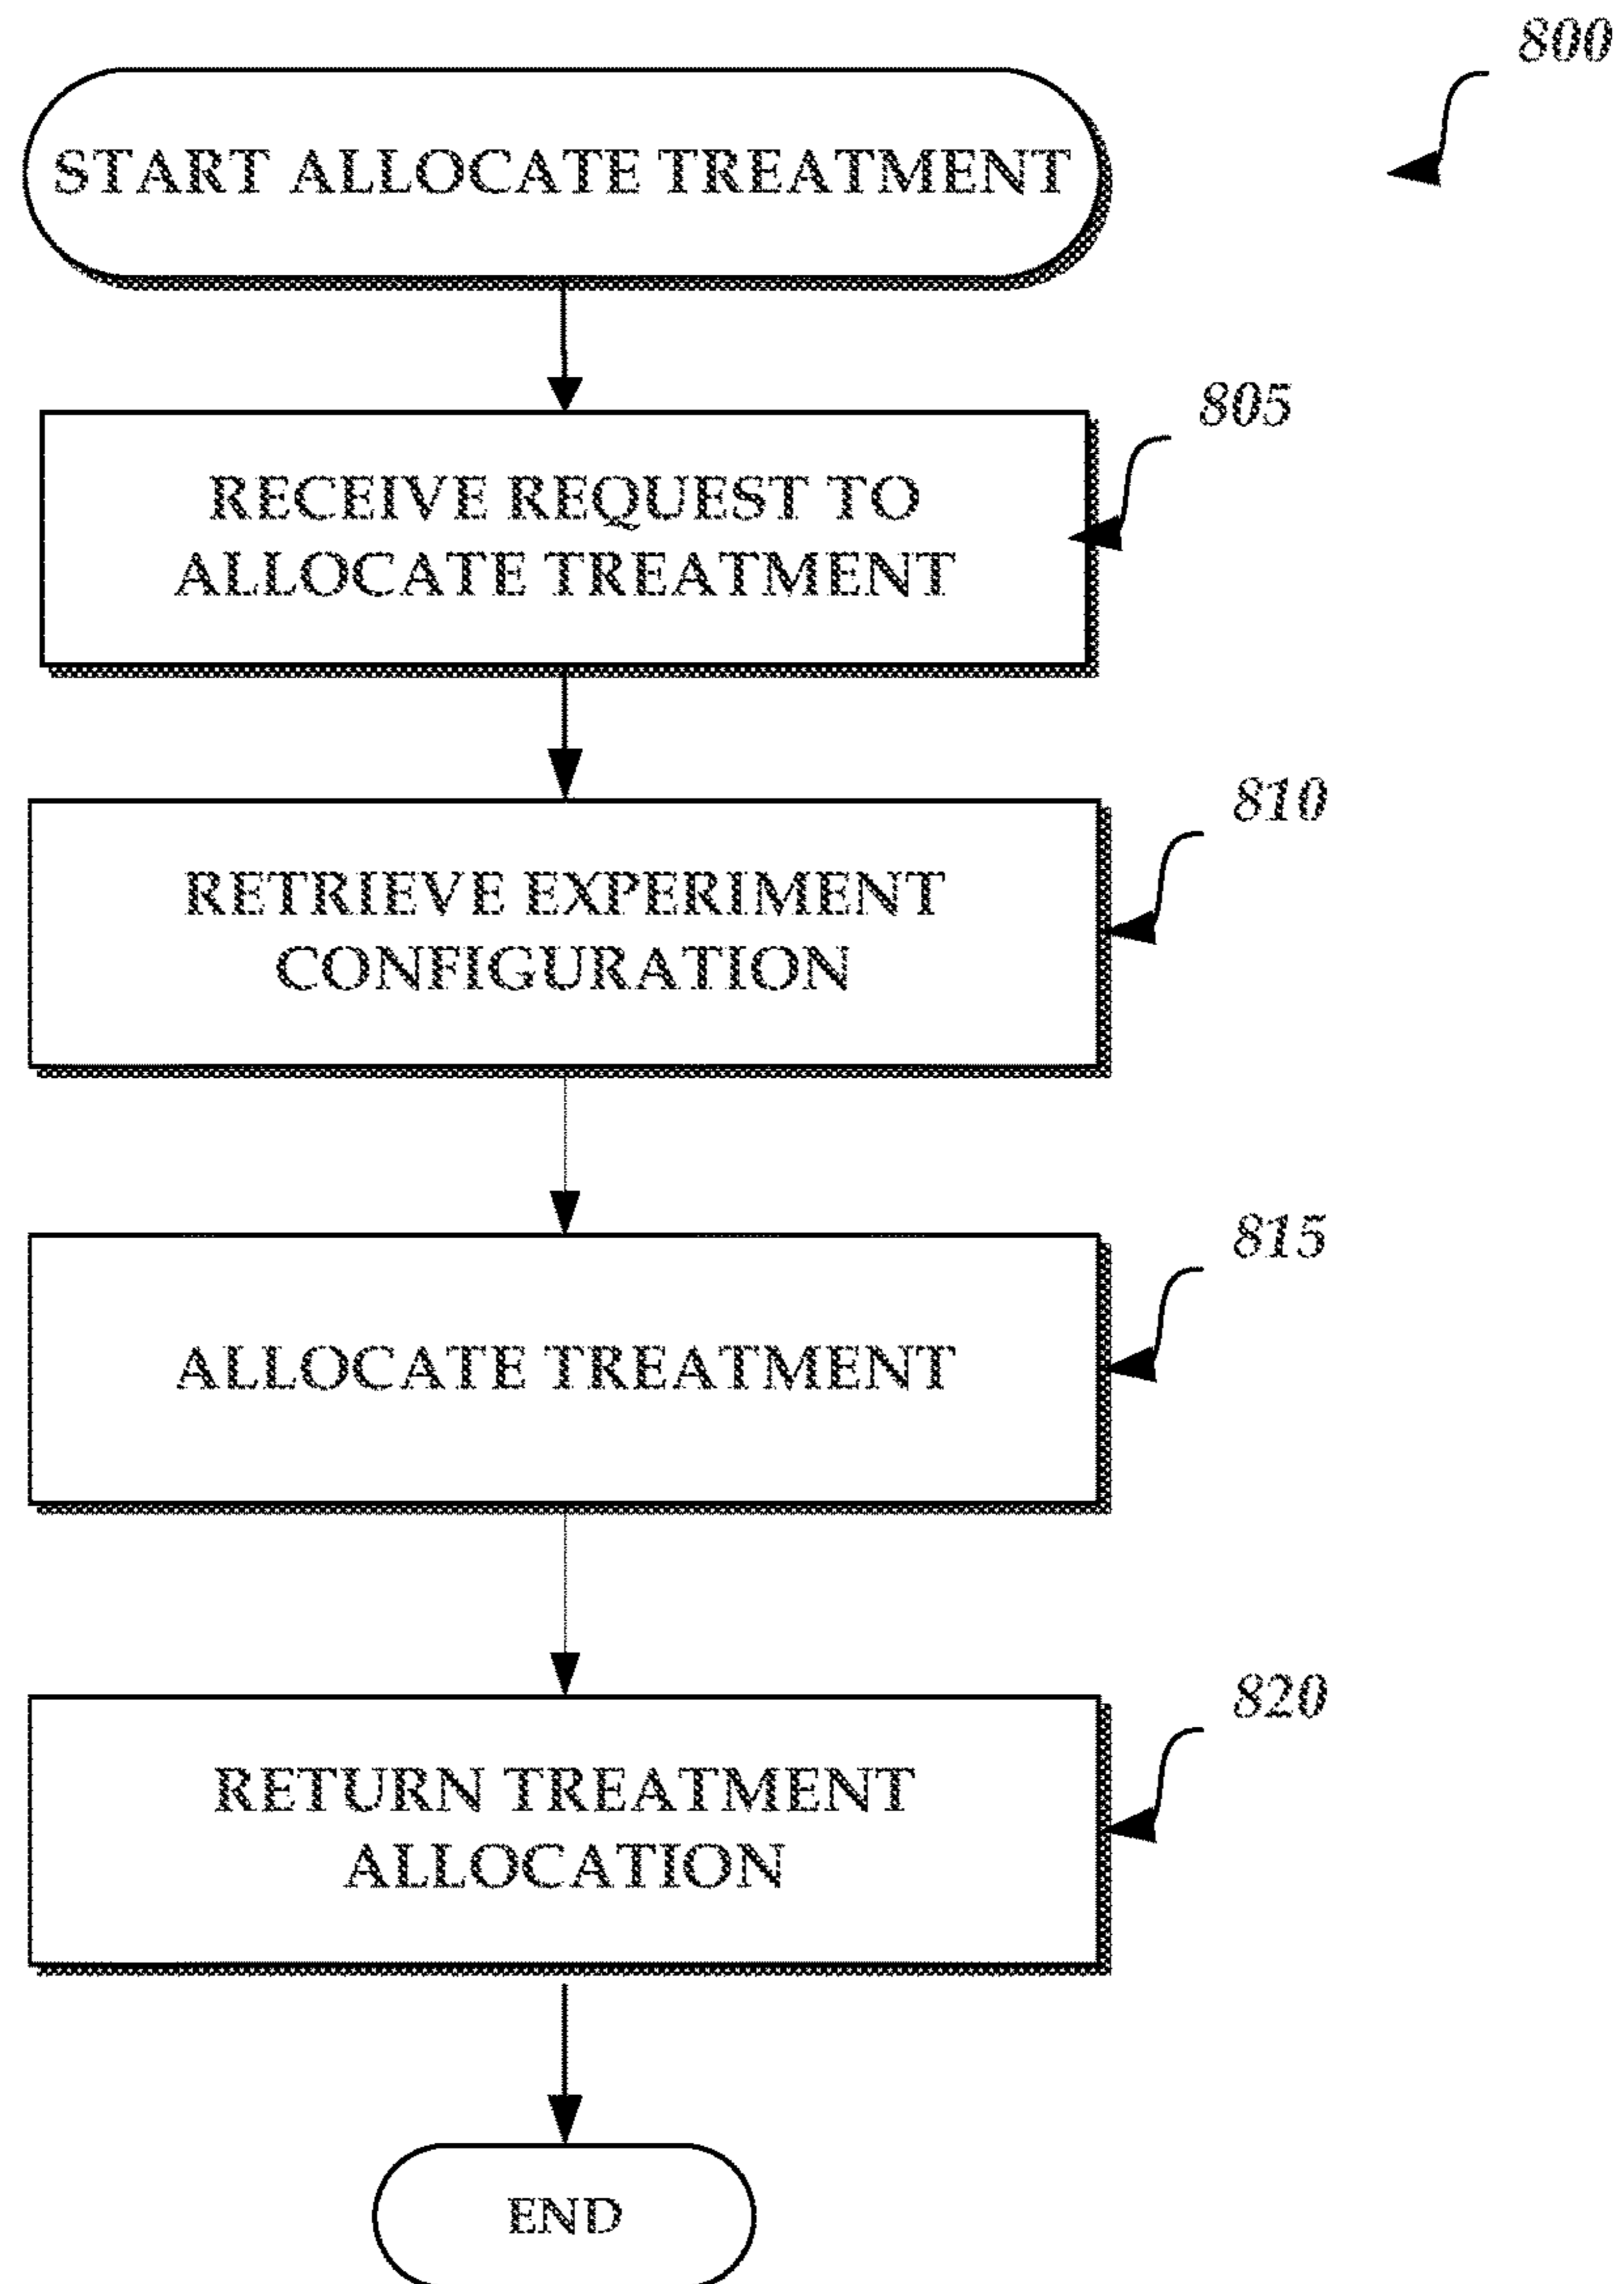 800
START ALLOCATE TREATMENT
805
RECEIVE REQUEST TO
ALLOCATE TREATMENT
810
RETRIEVE EXPERIMENT
CONFIGURATION
815
ALLOCATE TREATMENT
820
RETURN TREATMENT
ALLOCATION
END